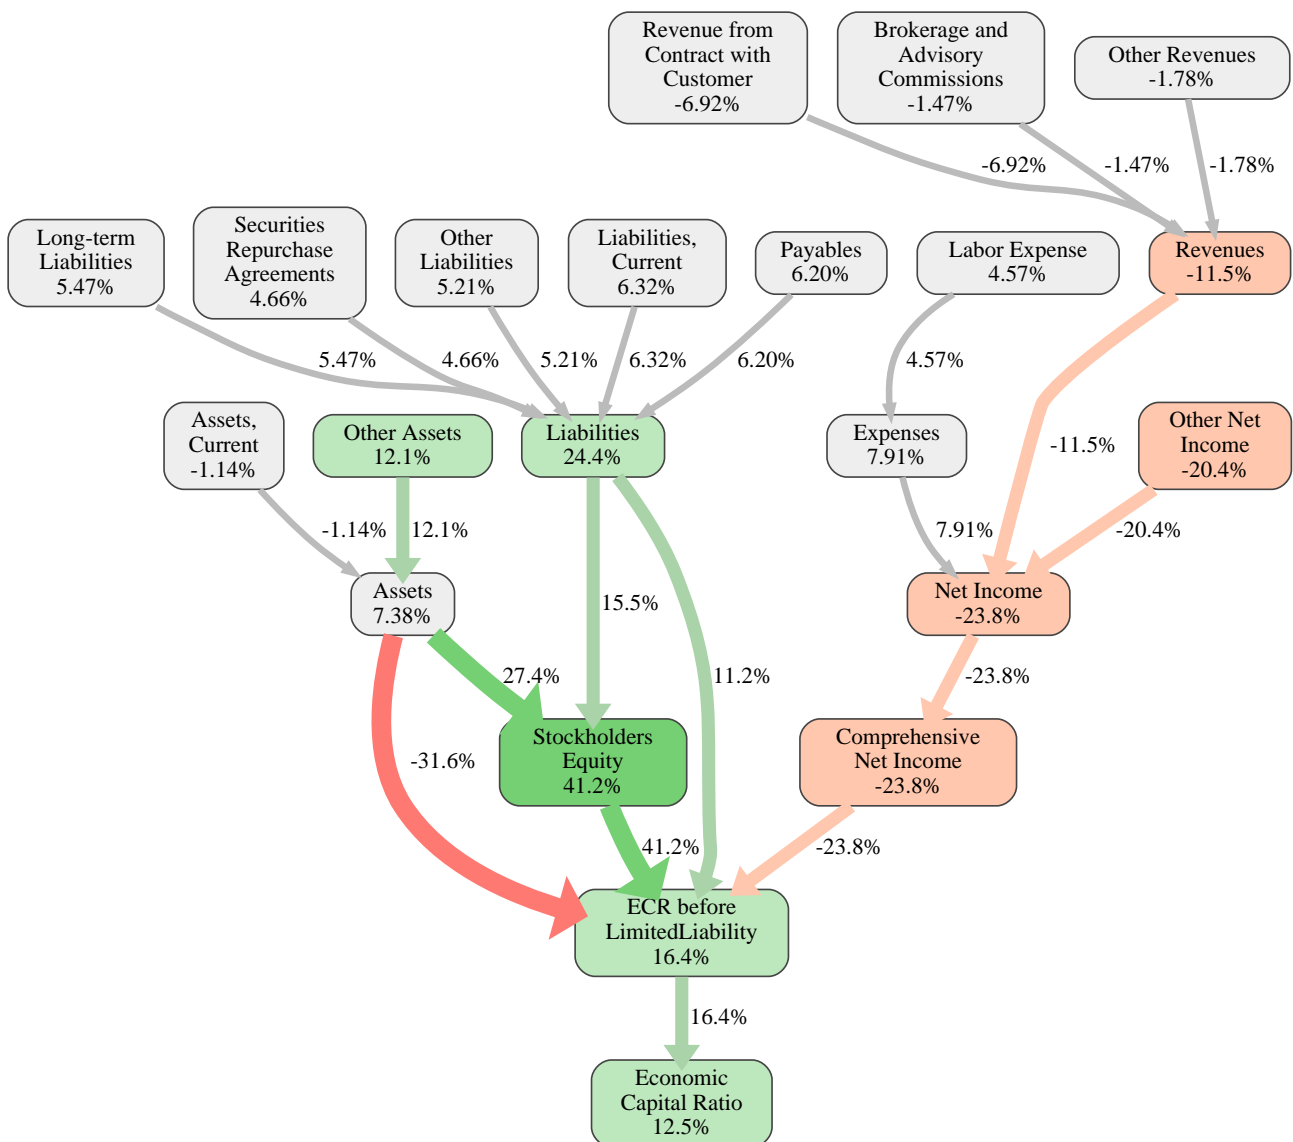 Revenue from
Contract with
Customer
-6.92%
Brokerage and
Advisory
Commissions
-1.47%
Other Revenues
-1.78%
-6.92%
-1.47%
-1.78%
Long-term
Liabilities
5.47%
Securities
Repurchase
Agreements
4.66%
Other
Liabilities
5.21%
Liabilities,
Current
6.32%
Payables
6.20%
Labor Expense
4.57%
Revenues
-11.5%
5.47%
4.66%
5.21%
6.32%
6.20%
4.57%
-11.5%
Assets,
Current
-1.14%
Other Assets
12.1%
Liabilities
24.4%
Expenses
7.91%
Other Net
Income
-20.4%
-1.14%
12.1%
15.5%
11.2%
7.91%
-20.4%
Assets
7.38%
Net Income
-23.8%
27.4%
-31.6%
-23.8%
Stockholders
Equity
41.2%
Comprehensive
Net Income
-23.8%
41.2%
-23.8%
ECR before
LimitedLiability
16.4%
16.4%
Economic
Capital Ratio
12.5%